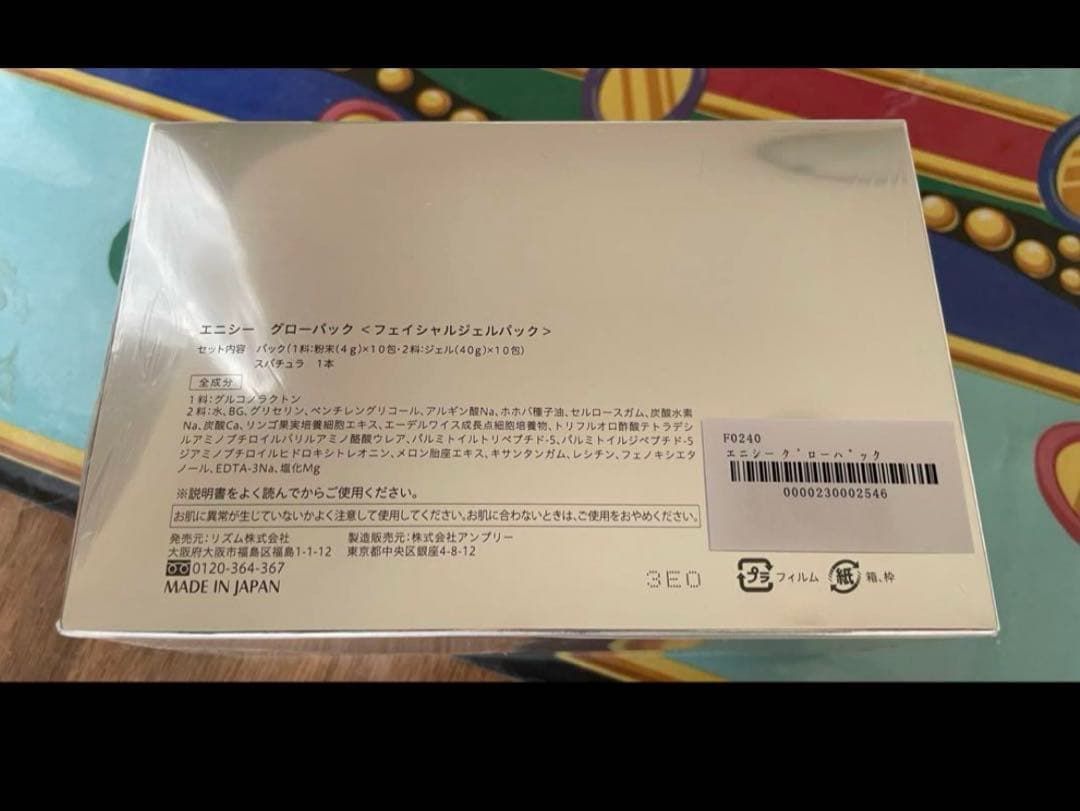 エニシー グローパック <フェイシャルジェルパック>
セット内容 パック(1料:粉末(4g)×10包・2料:ジェル(40g)×10包)
スパチュラ 1本
全成分
1料:グルコノラクトン
2料:水、BG、グリセリン、ペンチレングリコール、アルギン酸Na、ホホバ種子油、セルロースガム、炭酸水素
Na、炭酸Ca、リンゴ果実培養細胞エキス、エーデルワイス成長点細胞培養物、トリフルオロ酢酸テトラデシ
ルアミノブチロイルバリルアミノ酪酸ウレア、パルミトイルトリペプチド-5、パルミトイルジペプチド-5
ジアミノブチロイルヒドロキシトレオニン、メロン胎座エキス、キサンタンガム、レシチン、フェノキシエタ
ノール、EDTA-3Na、塩化Mg
※説明書をよく読んでからご使用ください。
お肌に異常が生じていないかよく注意して使用してください。お肌に合わないときは、ご使用をおやめください。
発売元:リズム株式会社 製造販売元:株式会社アンプリー
大阪府大阪市福島区福島1-1-12 東京都中央区銀座4-8-12
0120-364-367
MADE IN JAPAN
3E0
F0240
エニシーグローパック
0000230002546
プラ フィルム 紙 箱、枠